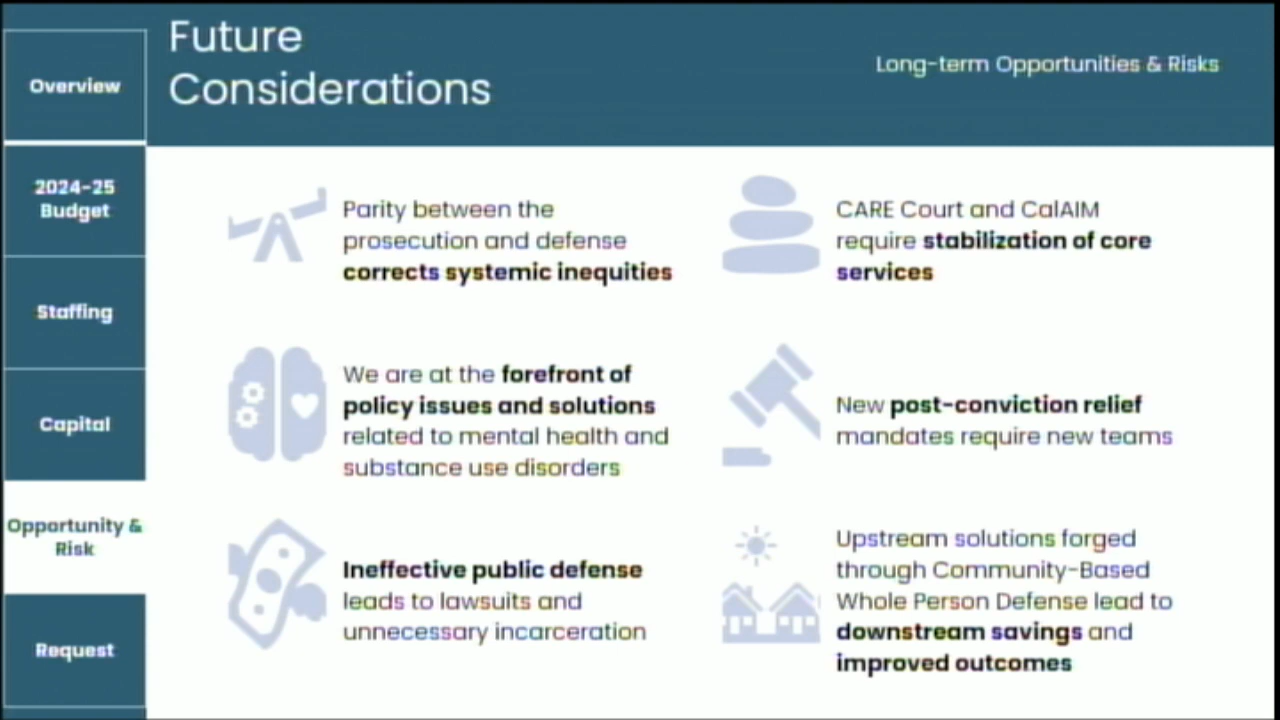 Future
Considerations
Long-term Opportunities & Risks
Overview
2024-25
Budget
Staffing
Capital
Opportunity &
Risk
Request
Parity between the
prosecution and defense
corrects systemic inequities
CARE Court and CalAIM
require stabilization of core
services
We are at the forefront of
policy issues and solutions
related to mental health and
substance use disorders
New post-conviction relief
mandates require new teams
Ineffective public defense
leads to lawsuits and
unnecessary incarceration
Upstream solutions forged
through Community-Based
Whole Person Defense lead to
downstream savings and
improved outcomes